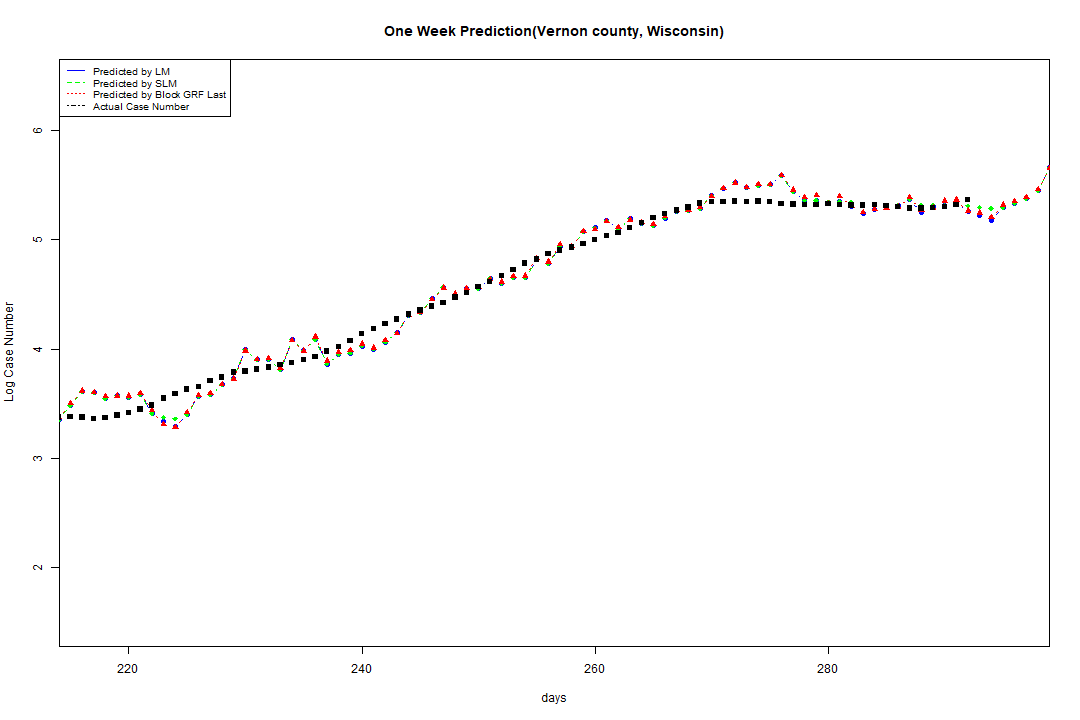 One Week Prediction(Vernon county, Wisconsin)
Predicted by LM
Predicted by SLM
Predicted by Block GRF Last
Actual Case Number
6
5
4
3
2
Log Case Number
220
240
260
280
days